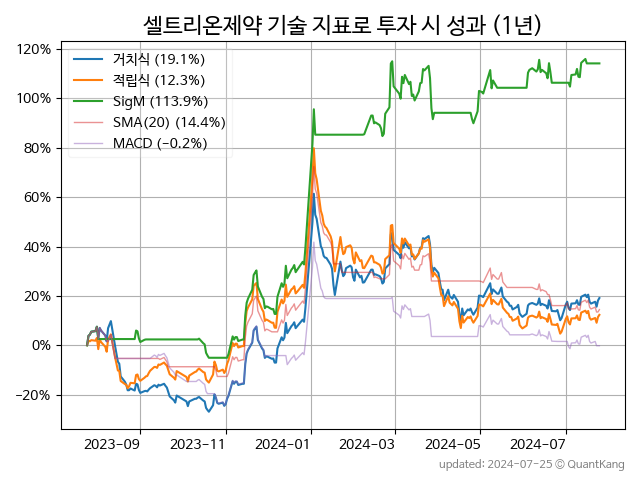 셀트리온제약 기술 지표로 투자 시 성과 (1년)
120%
100%
80%
60%
40%
20%
0%
−20%
거치식 (19.1%)
적립식 (12.3%)
SigM (113.9%)
SMA(20) (14.4%)
MACD (−0.2%)
2023-09
2023-11
2024-01
2024-03
2024-05
2024-07
updated: 2024-07-25 © QuantKang